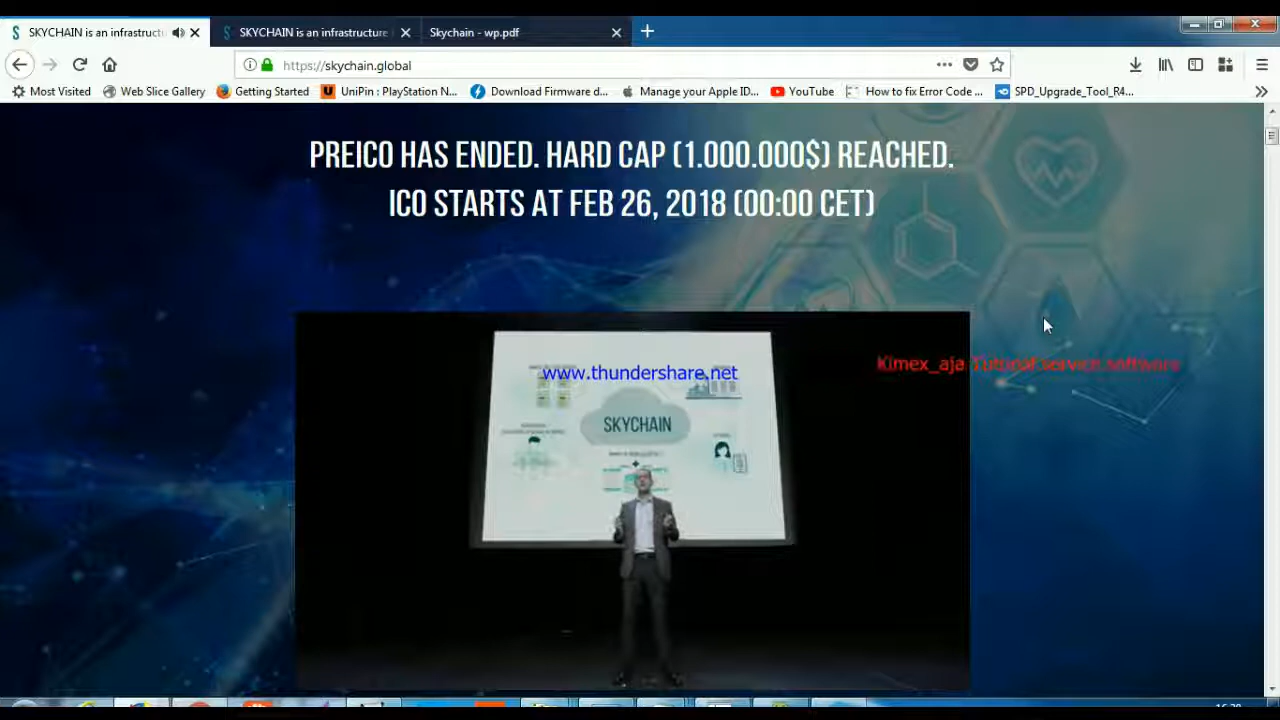 SKYCHAIN is an infrastructu
SKYCHAIN is an infrastructure
Skychain - wp.pdf
https://skychain.global
Most Visited
Web Slice Gallery
Getting Started
UniPin : PlayStation N...
Download Firmware d...
Manage your Apple ID...
YouTube
How to fix Error Code ...
SPD_Upgrade_Tool_R4...
PREICO HAS ENDED. HARD CAP (1.000.000$) REACHED.
ICO STARTS AT FEB 26, 2018 (00:00 CET)
www.thundershare.net
Kimex_aja Tutirial service software
SKYCHAIN